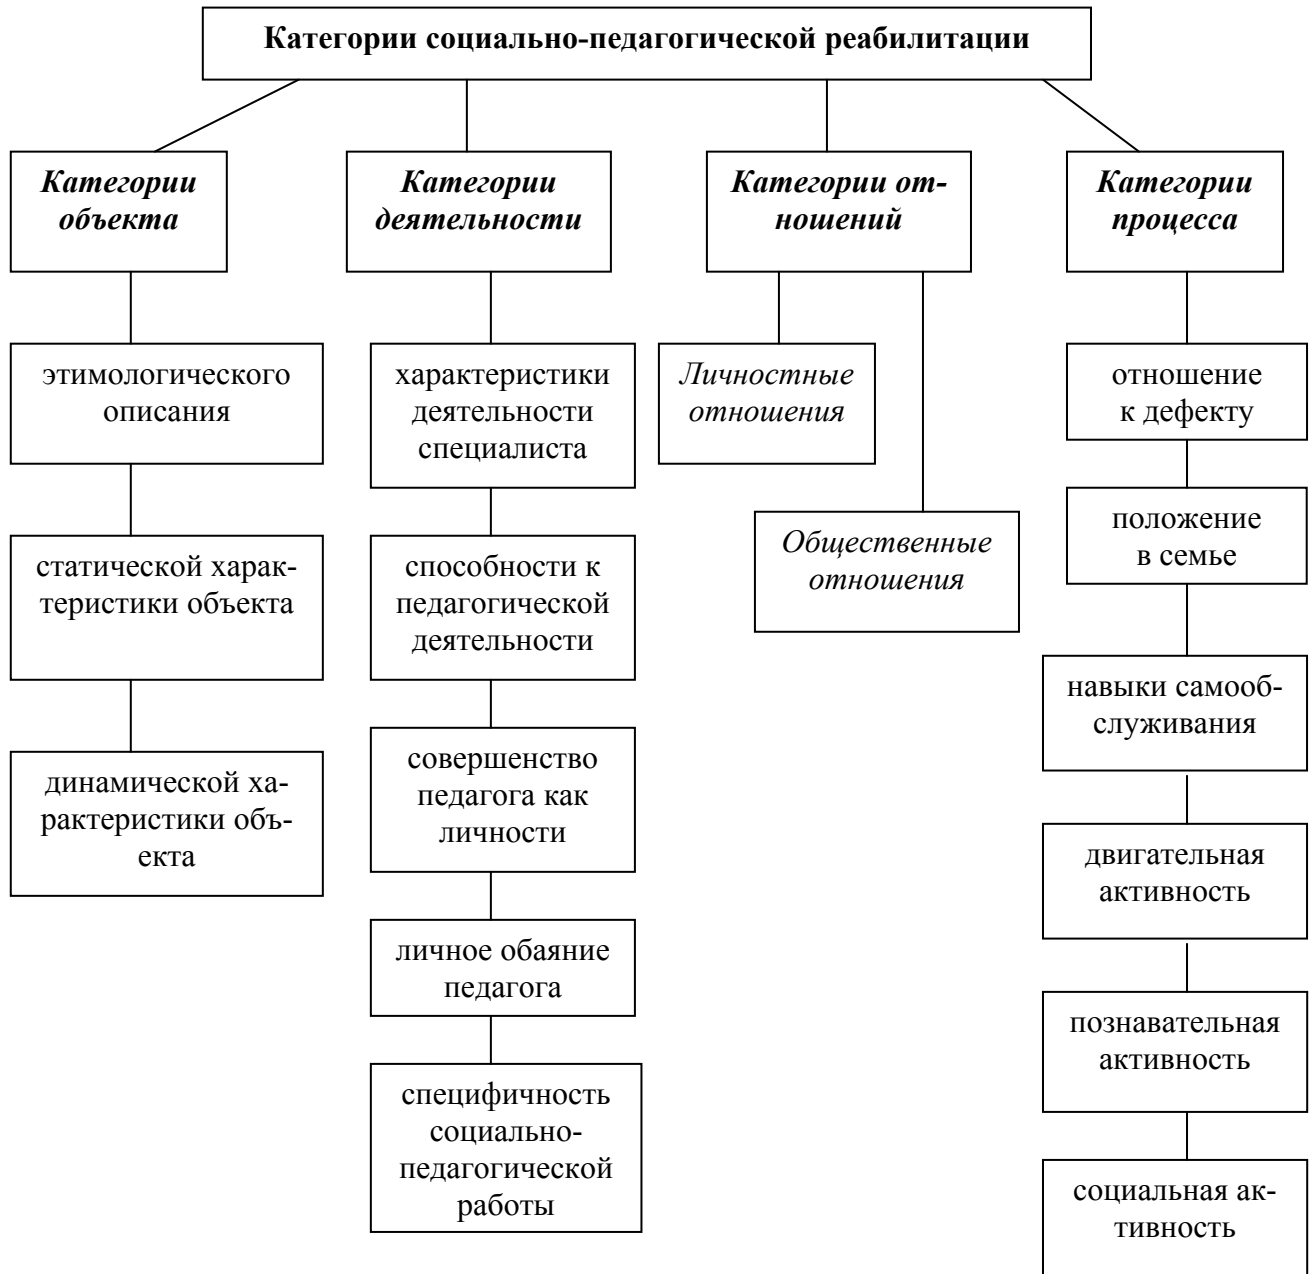 Категории социально-педагогической реабилитации
Категории
объекта
этимологического
описания
статической харак-
теристики объекта
динамической ха-
рактеристики объ-
екта
Категории
деятельности
характеристики
деятельности
специалиста
способности к
педагогической
деятельности
совершенство
педагога как
личности
личное обаяние
педагога
специфичность
социально-
педагогической
работы
Категории от-
ношений
Личностные
отношения
Общественные
отношения
Категории
процесса
отношение
к дефекту
положение
в семье
навыки самооб-
служивания
двигательная
активность
познавательная
активность
социальная ак-
тивность